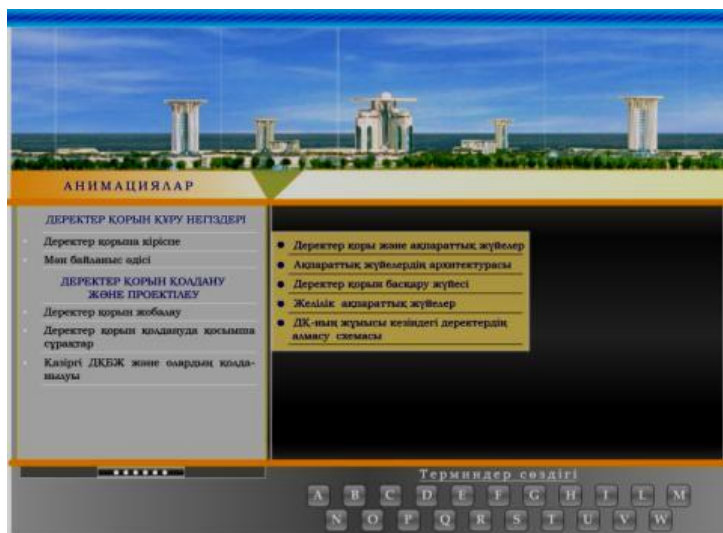 АНИМАЦИЯЛАР
ДЕРЕКТЕР ҚОРЫН ҚҰРУ НЕГІЗДЕРІ
Деректер қорына кіріспе
Мән байланыс әдісі
ДЕРЕКТЕР ҚОРЫН ҚОЛДАНУ
ЖӘНЕ ПРОЕКТІЛЕУ
Деректер қорын жобалау
Деректер қорын қолдануда қосымша
сұрақтар
Қазіргі ДҚБЖ және олардың қолда-
нылуы
Деректер қоры және ақпараттық жүйелер
Ақпараттық жүйелердің архитектурасы
Деректер қорын басқару жүйесі
Желілік ақпараттық жүйелер
ДҚ-ның жұмысы кезіндегі деректердің
алмасу схемасы
Терминдер сөздігі
A B C D E F G H I L M
N O P Q R S T U V W